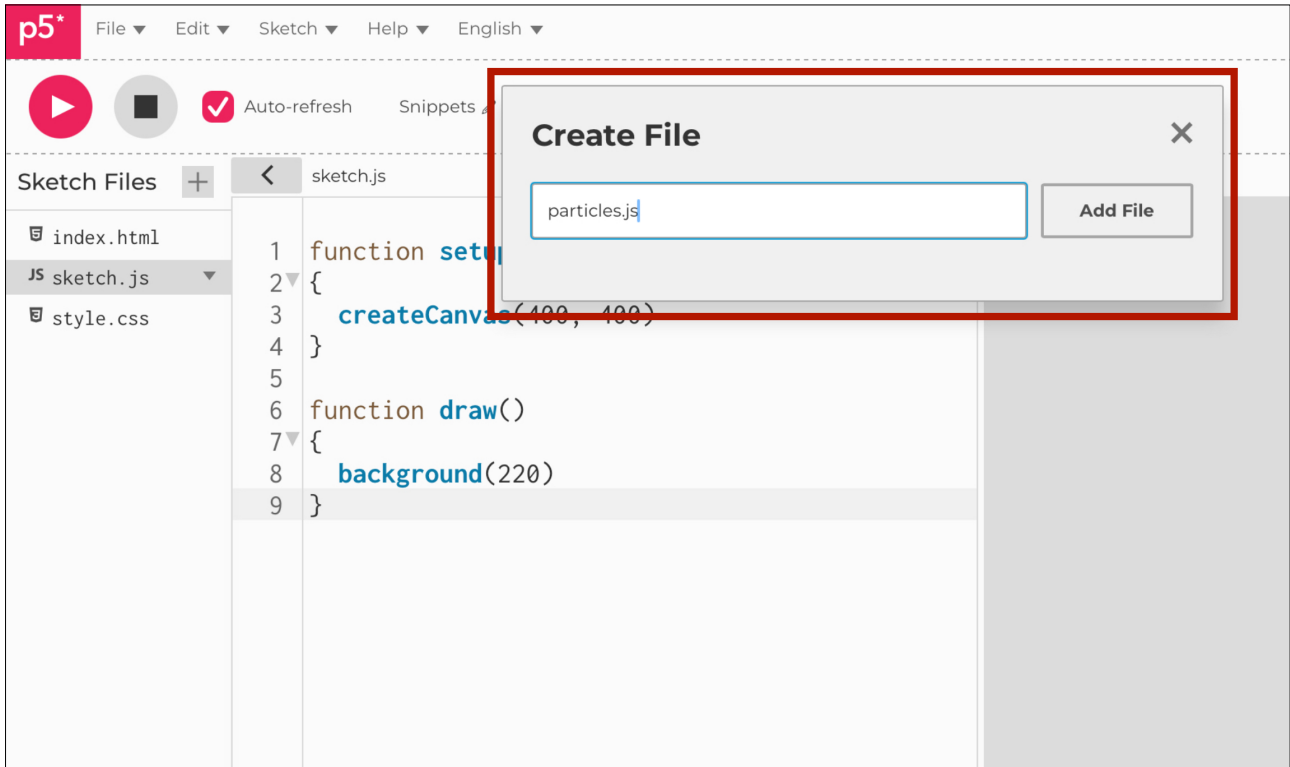 p5* File Edit Sketch Help English
Auto-refresh Snippets
Create File
particles.js Add File
Sketch Files
index.html
JS sketch.js
style.css
sketch.js
1 function setup
2 {
3 createCanvas(400, 400)
4 }
5
6 function draw()
7 {
8 background(220)
9 }